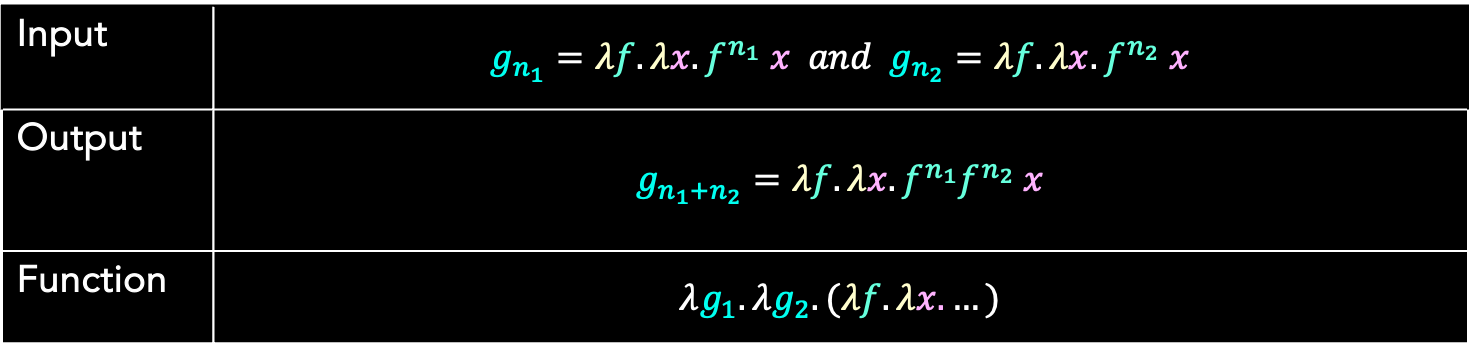 Input
g_{n_1} = λf.λx.f^{n_1} x and g_{n_2} = λf.λx.f^{n_2} x
Output
g_{n_1+n_2} = λf.λx.f^{n_1}f^{n_2} x
Function
λg_1.λg_2.(λf.λx....)